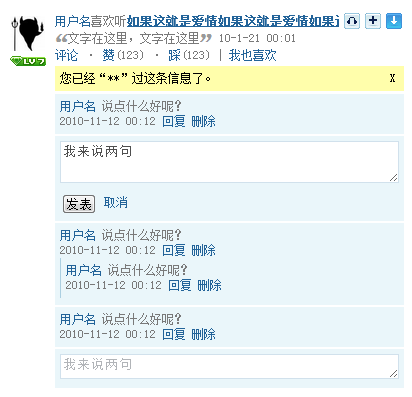 用户名喜欢听如果这就是爱情如果这就是爱情如果记
“文字在这里,文字在这里” 10-1-21 00:01
LV 7
评论 · 赞(123) · 踩(123) | 我也喜欢
您已经“**”过这条信息了。 X
用户名 说点什么好呢?
2010-11-12 00:12 回复 删除
我来说两句
发表 取消
用户名 说点什么好呢?
2010-11-12 00:12 回复 删除
用户名 说点什么好呢?
2010-11-12 00:12 回复 删除
用户名 说点什么好呢?
2010-11-12 00:12 回复 删除
我来说两句